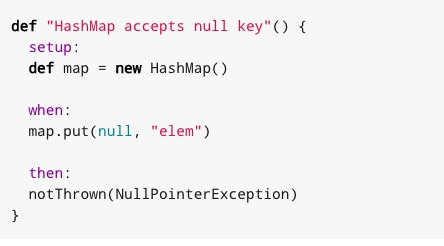 def "HashMap accepts null key"() {
  setup:
  def map = new HashMap()

  when:
  map.put(null, "elem")

  then:
  notThrown(NullPointerException)
}